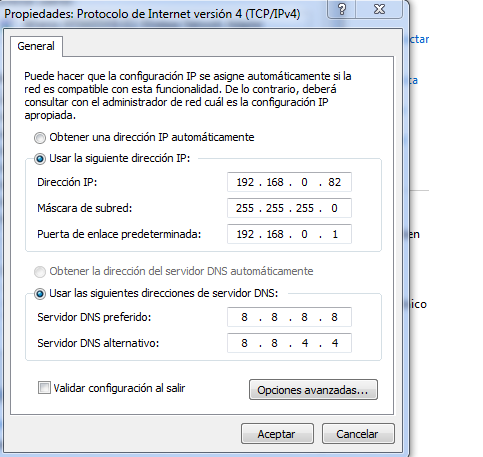 Propiedades: Protocolo de Internet versión 4 (TCP/IPv4)
General
Puede hacer que la configuración IP se asigne automáticamente si la
red es compatible con esta funcionalidad. De lo contrario, deberá
consultar con el administrador de red cuál es la configuración IP
apropiada.
Obtener una dirección IP automáticamente
Usar la siguiente dirección IP:
Dirección IP: 192 . 168 . 0 . 82
Máscara de subred: 255 . 255 . 255 . 0
Puerta de enlace predeterminada: 192 . 168 . 0 . 1
Obtener la dirección del servidor DNS automáticamente
Usar las siguientes direcciones de servidor DNS:
Servidor DNS preferido: 8 . 8 . 8 . 8
Servidor DNS alternativo: 8 . 8 . 4 . 4
Validar configuración al salir
Opciones avanzadas...
Aceptar
Cancelar
ctar
ta
en
ico